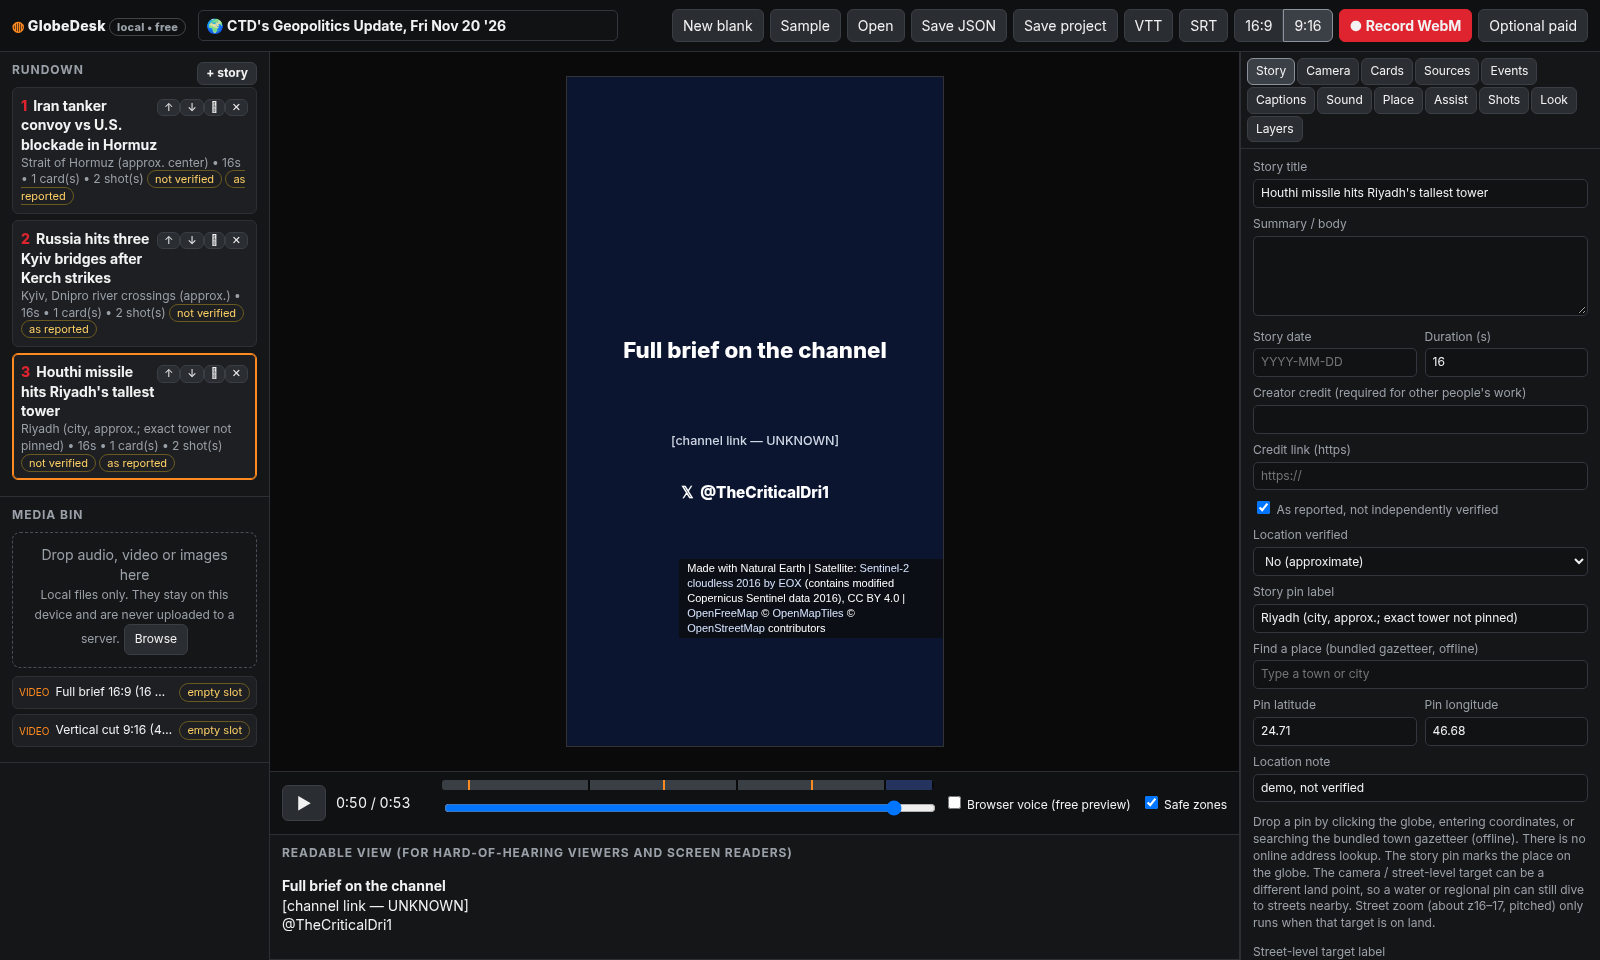 GlobeDesk local • free
🌍 CTD's Geopolitics Update, Fri Nov 20 '26
New blank
Sample
Open
Save JSON
Save project
VTT
SRT
16:9
9:16
Record WebM
Optional paid
RUNDOWN
+ story
1 Iran tanker
convoy vs U.S.
blockade in Hormuz
Strait of Hormuz (approx. center) • 16s
• 1 card(s) • 2 shot(s) not verified as
reported
2 Russia hits three
Kyiv bridges after
Kerch strikes
Kyiv, Dnipro river crossings (approx.) •
16s • 1 card(s) • 2 shot(s) not verified
as reported
3 Houthi missile
hits Riyadh's tallest
tower
Riyadh (city, approx.; exact tower not
pinned) • 16s • 1 card(s) • 2 shot(s)
not verified as reported
MEDIA BIN
Drop audio, video or images
here
Local files only. They stay on this
device and are never uploaded to a
server. Browse
VIDEO Full brief 16:9 (16 ... empty slot
VIDEO Vertical cut 9:16 (4... empty slot
Full brief on the channel
[channel link — UNKNOWN]
𝕏 @TheCriticalDri1
Made with Natural Earth | Satellite: Sentinel-2
cloudless 2016 by EOX (contains modified
Copernicus Sentinel data 2016), CC BY 4.0 |
OpenFreeMap © OpenMapTiles ©
OpenStreetMap contributors
0:50 / 0:53
Browser voice (free preview)
Safe zones
READABLE VIEW (FOR HARD-OF-HEARING VIEWERS AND SCREEN READERS)
Full brief on the channel
[channel link — UNKNOWN]
@TheCriticalDri1
Story Camera Cards Sources Events
Captions Sound Place Assist Shots Look
Layers
Story title
Houthi missile hits Riyadh's tallest tower
Summary / body
Story date Duration (s)
YYYY-MM-DD 16
Creator credit (required for other people's work)
Credit link (https)
https://
As reported, not independently verified
Location verified
No (approximate)
Story pin label
Riyadh (city, approx.; exact tower not pinned)
Find a place (bundled gazetteer, offline)
Type a town or city
Pin latitude Pin longitude
24.71 46.68
Location note
demo, not verified
Drop a pin by clicking the globe, entering coordinates, or
searching the bundled town gazetteer (offline). There is no
online address lookup. The story pin marks the place on
the globe. The camera / street-level target can be a
different land point, so a water or regional pin can still dive
to streets nearby. Street zoom (about z16–17, pitched) only
runs when that target is on land.
Street-level target label